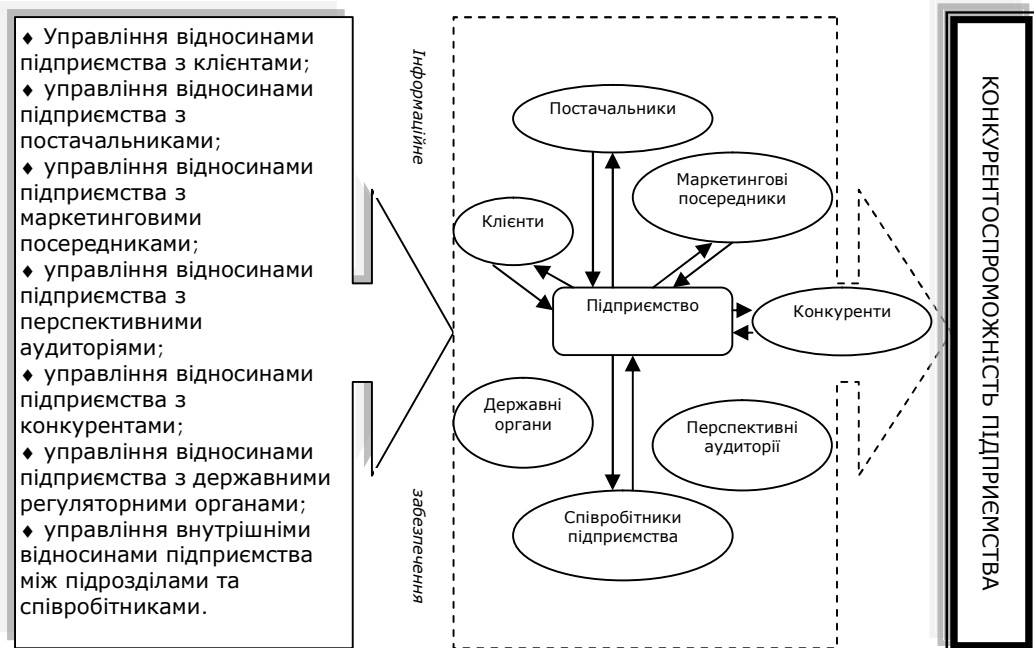 ♦ Управління відносинами
підприємства з клієнтами;
♦ управління відносинами
підприємства з
постачальниками;
♦ управління відносинами
підприємства з
маркетинговими
посередниками;
♦ управління відносинами
підприємства з
перспективними
аудиторіями;
♦ управління відносинами
підприємства з
конкурентами;
♦ управління відносинами
підприємства з державними
регуляторними органами;
♦ управління внутрішніми
відносинами підприємства
між підрозділами та
співробітниками.
Інформаційне
забезпечення
Постачальники
Маркетингові
посередники
Клієнти
Підприємство
Конкуренти
Державні
органи
Перспективні
аудиторії
Співробітники
підприємства
КОНКУРЕНТОСПРОМОЖНІСТЬ ПІДПРИЄМСТВА